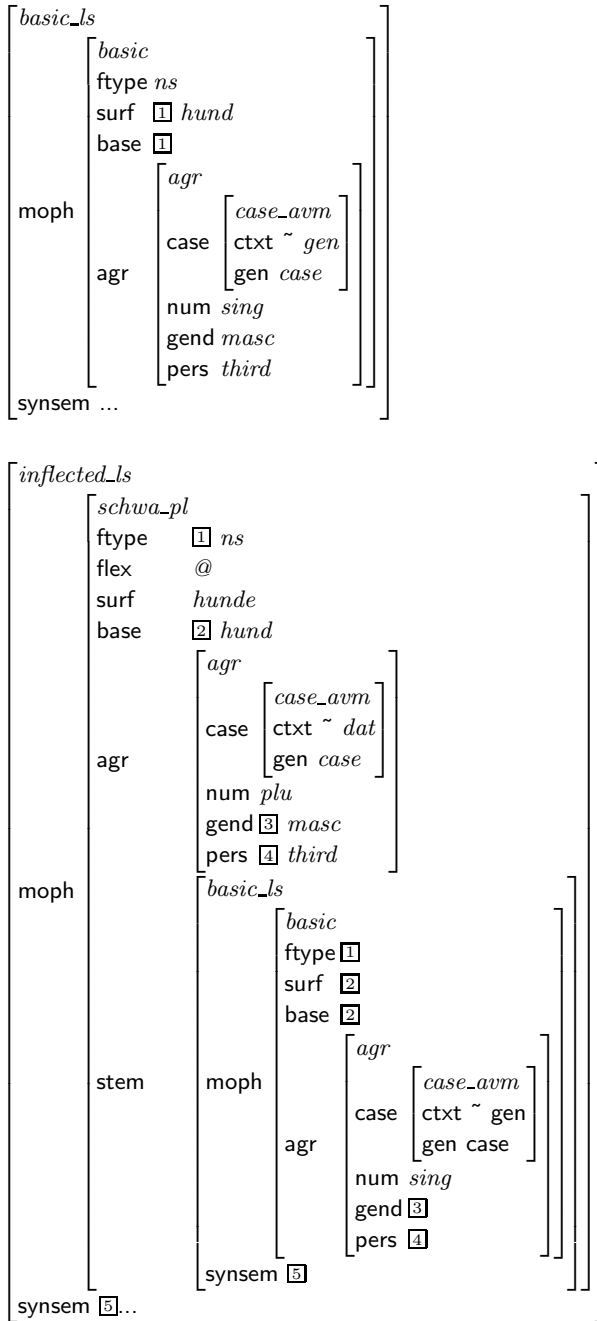 basic_ls
basic
ftype ns
surf 1 hund
base 1
agr
case_avm
moph case ctxt ~ gen
agr gen case
num sing
gend masc
pers third
synsem ...
inflected_ls
schwa_pl
ftype 1 ns
flex @
surf hunde
base 2 hund
agr
case_avm
case ctxt ~ dat
agr gen case
num plu
gend 3 masc
pers 4 third
moph basic_ls
basic
ftype 1
surf 2
base 2
agr
stem moph case_avm
case ctxt ~ gen
agr gen case
num sing
gend 3
pers 4
synsem 5
synsem 5...